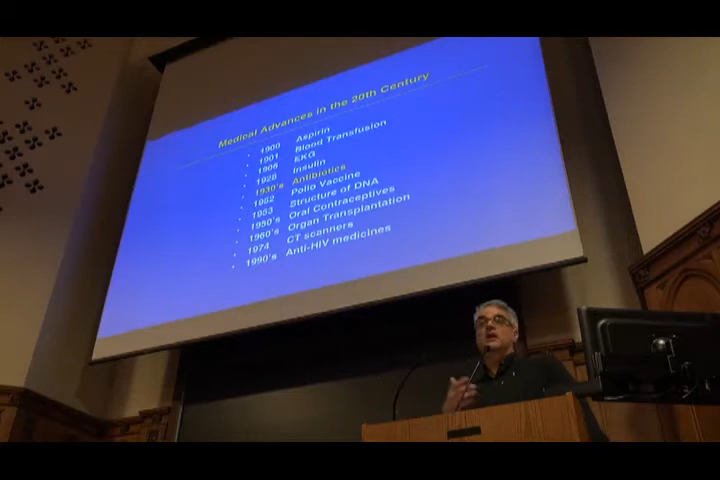 Medical Advances in the 20th Century
• 1900 Aspirin
• 1901 Blood Transfusion
• 1906 EKG
• 1928 Insulin
• 1930's Antibiotics
• 1952 Polio Vaccine
• 1953 Structure of DNA
• 1950's Oral Contraceptives
• 1960's Organ Transplantation
• 1974 CT scanners
• 1990's Anti-HIV medicines